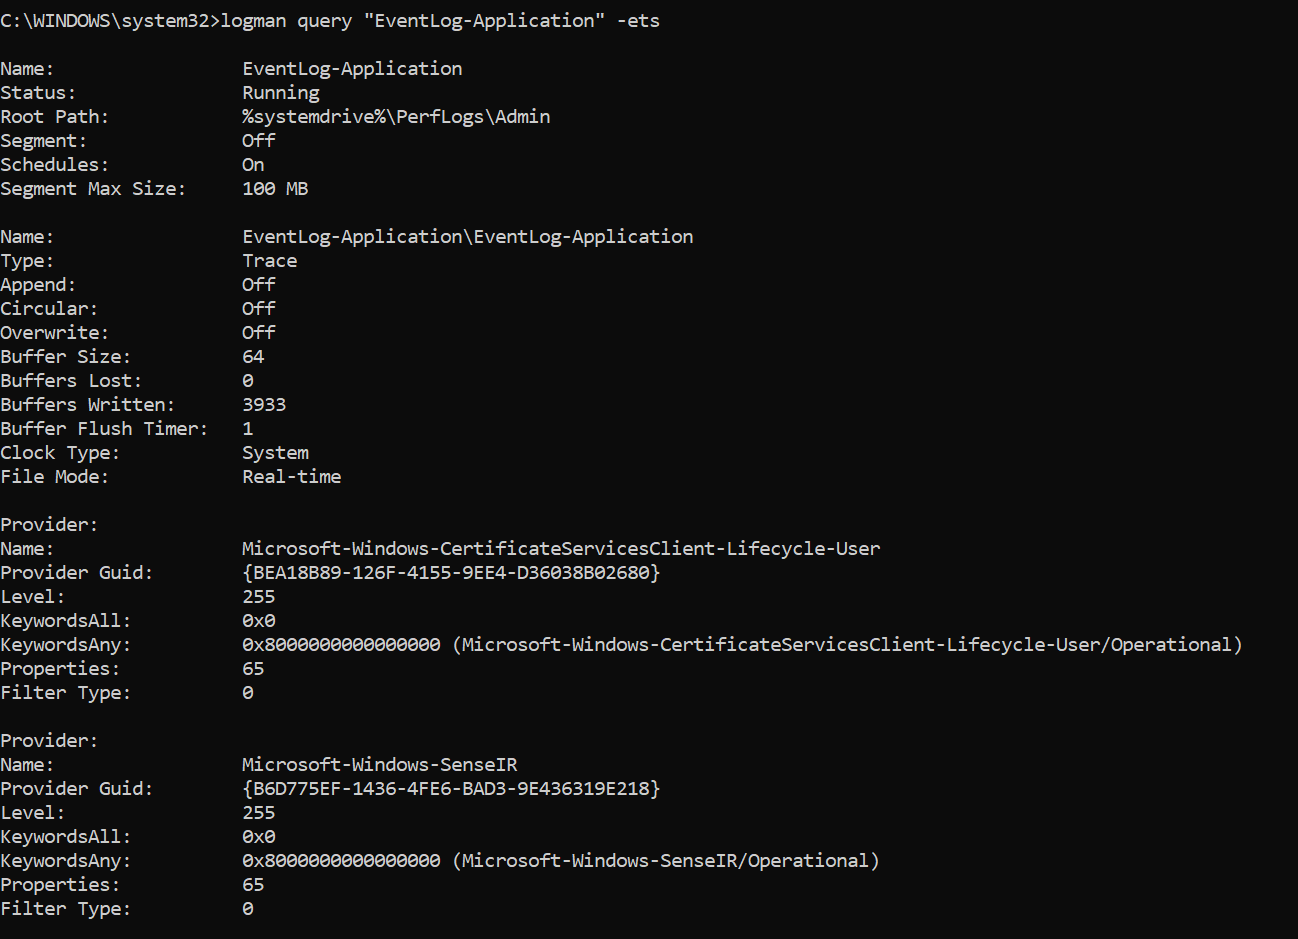 C:\WINDOWS\system32>logman query "EventLog-Application" -ets
Name: EventLog-Application
Status: Running
Root Path: %systemdrive%\PerfLogs\Admin
Segment: Off
Schedules: On
Segment Max Size: 100 MB
Name: EventLog-Application\EventLog-Application
Type: Trace
Append: Off
Circular: Off
Overwrite: Off
Buffer Size: 64
Buffers Lost: 0
Buffers Written: 3933
Buffer Flush Timer: 1
Clock Type: System
File Mode: Real-time
Provider:
Name: Microsoft-Windows-CertificateServicesClient-Lifecycle-User
Provider Guid: {BEA18B89-126F-4155-9EE4-D36038B02680}
Level: 255
KeywordsAll: 0x0
KeywordsAny: 0x8000000000000000 (Microsoft-Windows-CertificateServicesClient-Lifecycle-User/Operational)
Properties: 65
Filter Type: 0
Provider:
Name: Microsoft-Windows-SenseIR
Provider Guid: {B6D775EF-1436-4FE6-BAD3-9E436319E218}
Level: 255
KeywordsAll: 0x0
KeywordsAny: 0x8000000000000000 (Microsoft-Windows-SenseIR/Operational)
Properties: 65
Filter Type: 0